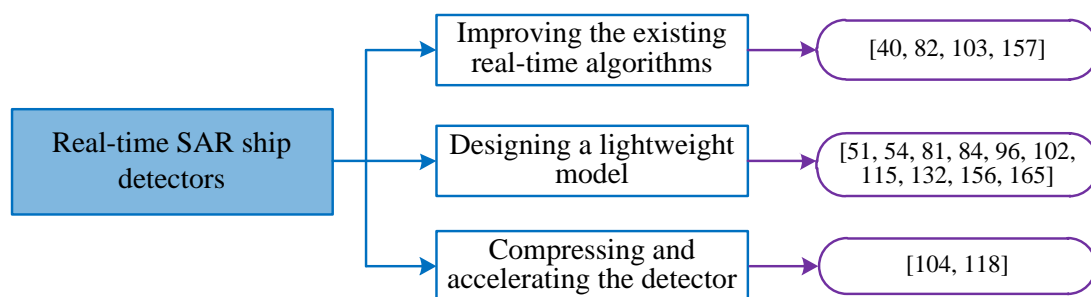 Real-time SAR ship
detectors
Improving the existing
real-time algorithms
[40, 82, 103, 157]
Designing a lightweight
model
[51, 54, 81, 84, 96, 102,
115, 132, 156, 165]
Compressing and
accelerating the detector
[104, 118]